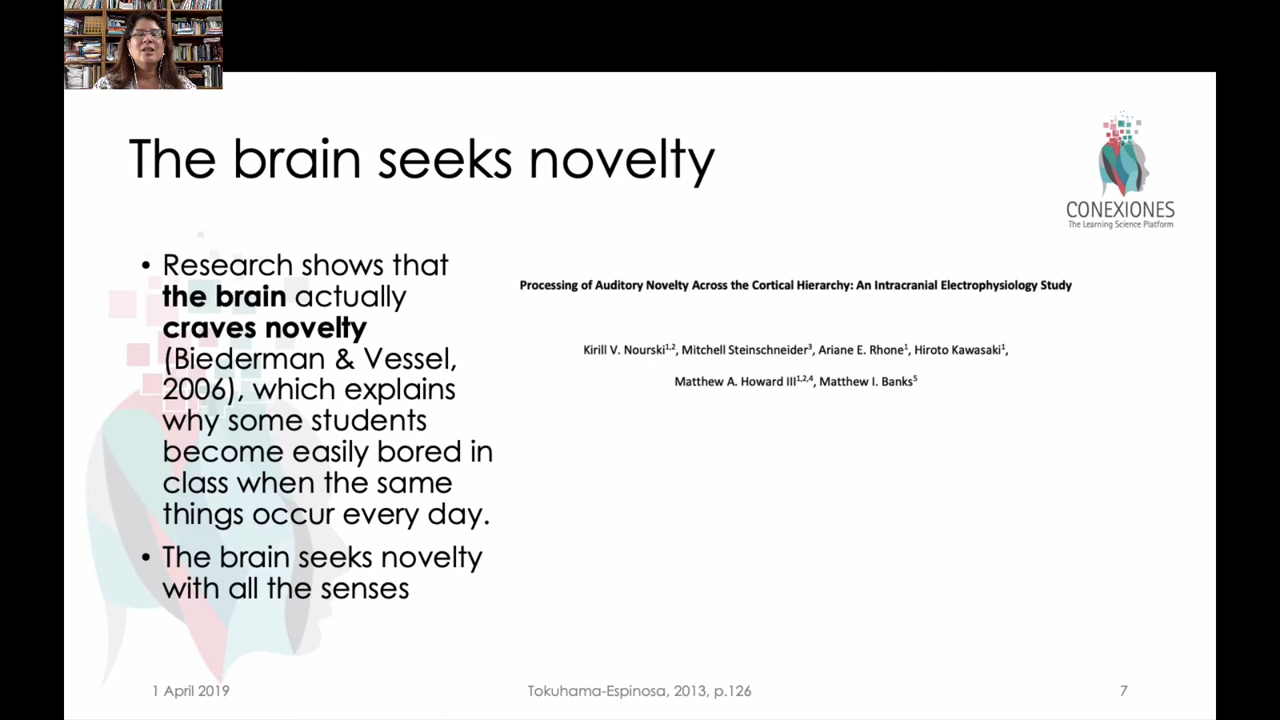 The brain seeks novelty
CONEXIONES
The Learning Science Platform
• Research shows that
the brain actually
craves novelty
(Biederman & Vessel,
2006), which explains
why some students
become easily bored in
class when the same
things occur every day.
• The brain seeks novelty
with all the senses
Processing of Auditory Novelty Across the Cortical Hierarchy: An Intracranial Electrophysiology Study
Kirill V. Nourski1,2, Mitchell Steinschneider3, Ariane E. Rhone1, Hiroto Kawasaki1,
Matthew A. Howard III1,2,4, Matthew I. Banks5
1 April 2019
Tokuhama-Espinosa, 2013, p.126
7